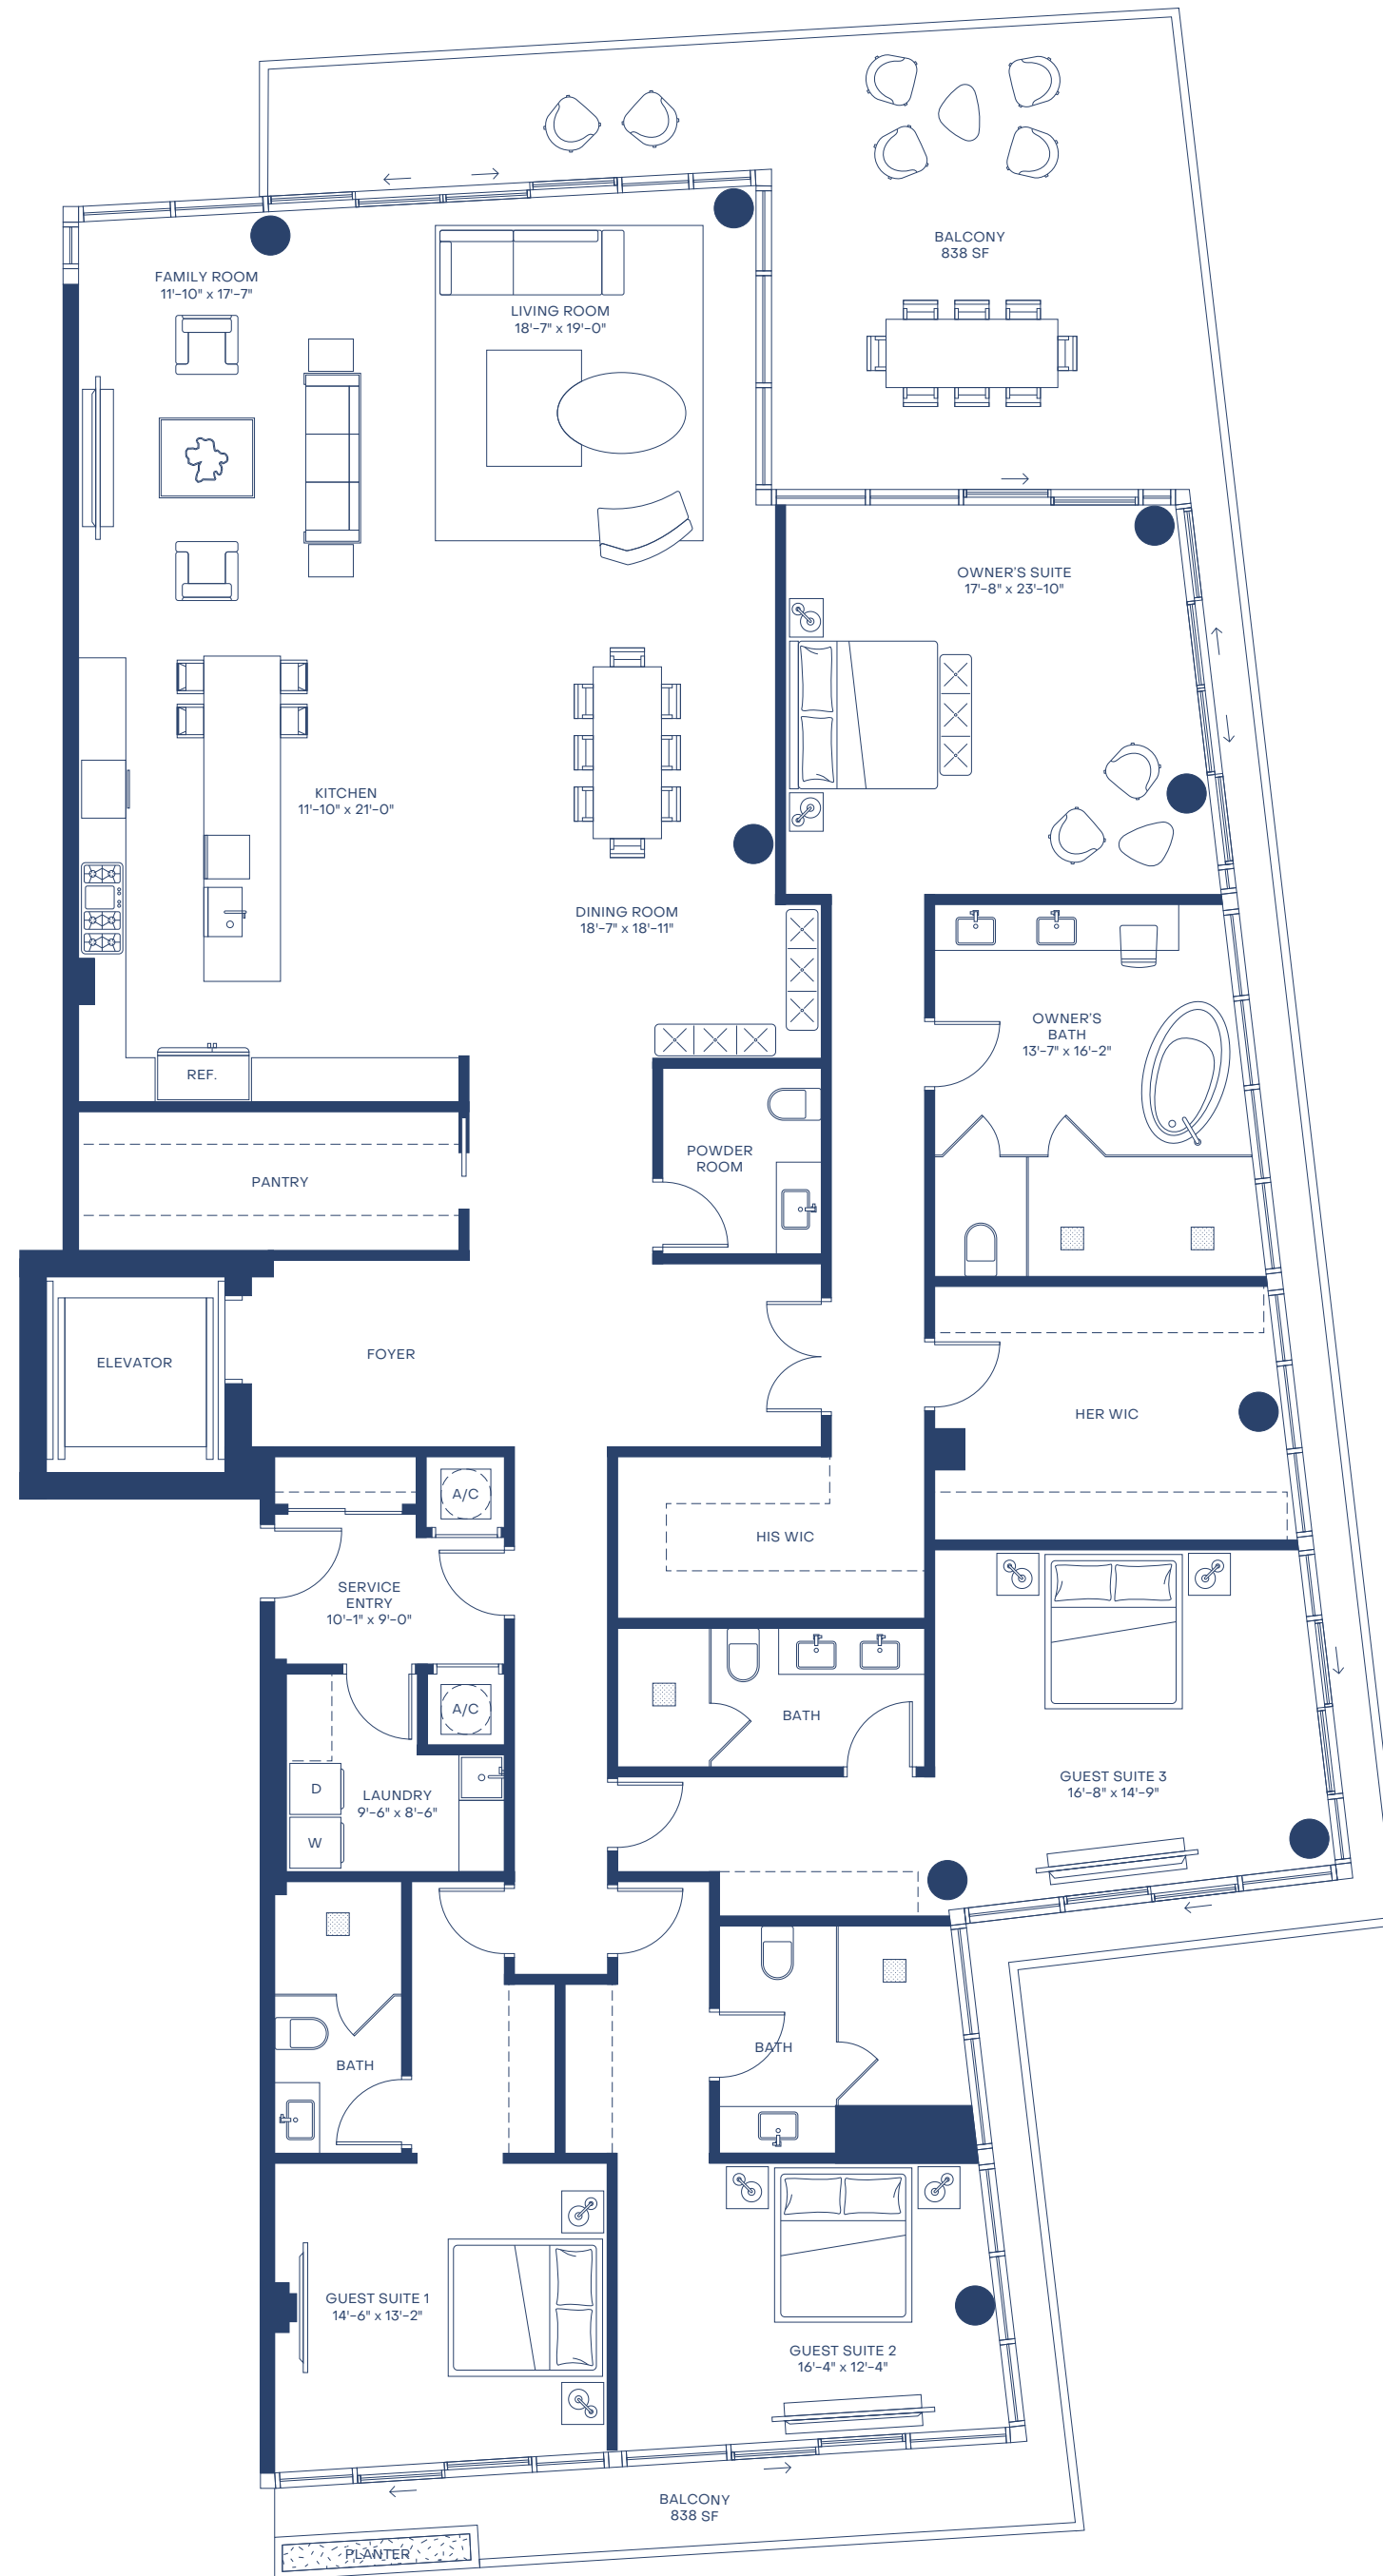 BALCONY
838 SF
FAMILY ROOM
11'-10" x 17'-7"
LIVING ROOM
18'-7" x 19'-0"
OWNER'S SUITE
17'-8" x 23'-10"
KITCHEN
11'-10" x 21'-0"
DINING ROOM
18'-7" x 18'-11"
OWNER'S
BATH
13'-7" x 16'-2"
REF.
POWDER
ROOM
PANTRY
ELEVATOR
FOYER
HER WIC
A/C
HIS WIC
SERVICE
ENTRY
10'-1" x 9'-0"
A/C
BATH
D
LAUNDRY
9'-6" x 8'-6"
W
GUEST SUITE 3
16'-8" x 14'-9"
BATH
BATH
GUEST SUITE 1
14'-6" x 13'-2"
GUEST SUITE 2
16'-4" x 12'-4"
BALCONY
838 SF
PLANTER